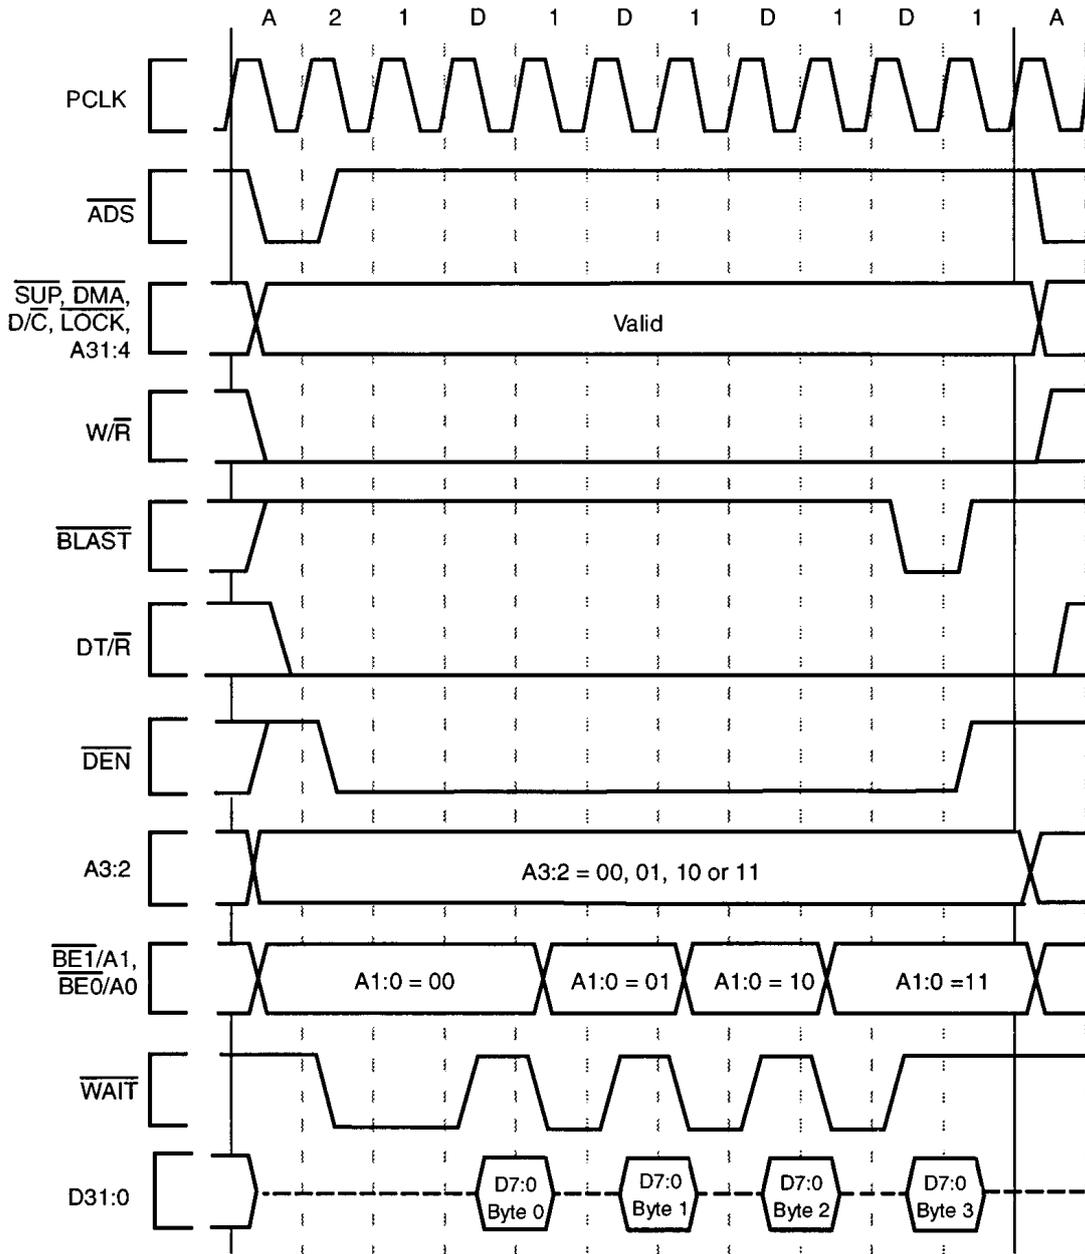 A 2 1 D 1 D 1 D 1 D 1 A
PCLK
ADS
SUP, DMA,
D/C, LOCK,
A31:4
Valid
W/R
BLAST
DT/R
DEN
A3:2
A3:2 = 00, 01, 10 or 11
BE1/A1,
BE0/A0
A1:0 = 00
A1:0 = 01
A1:0 = 10
A1:0 =11
WAIT
D31:0
D7:0
Byte 0
D7:0
Byte 1
D7:0
Byte 2
D7:0
Byte 3